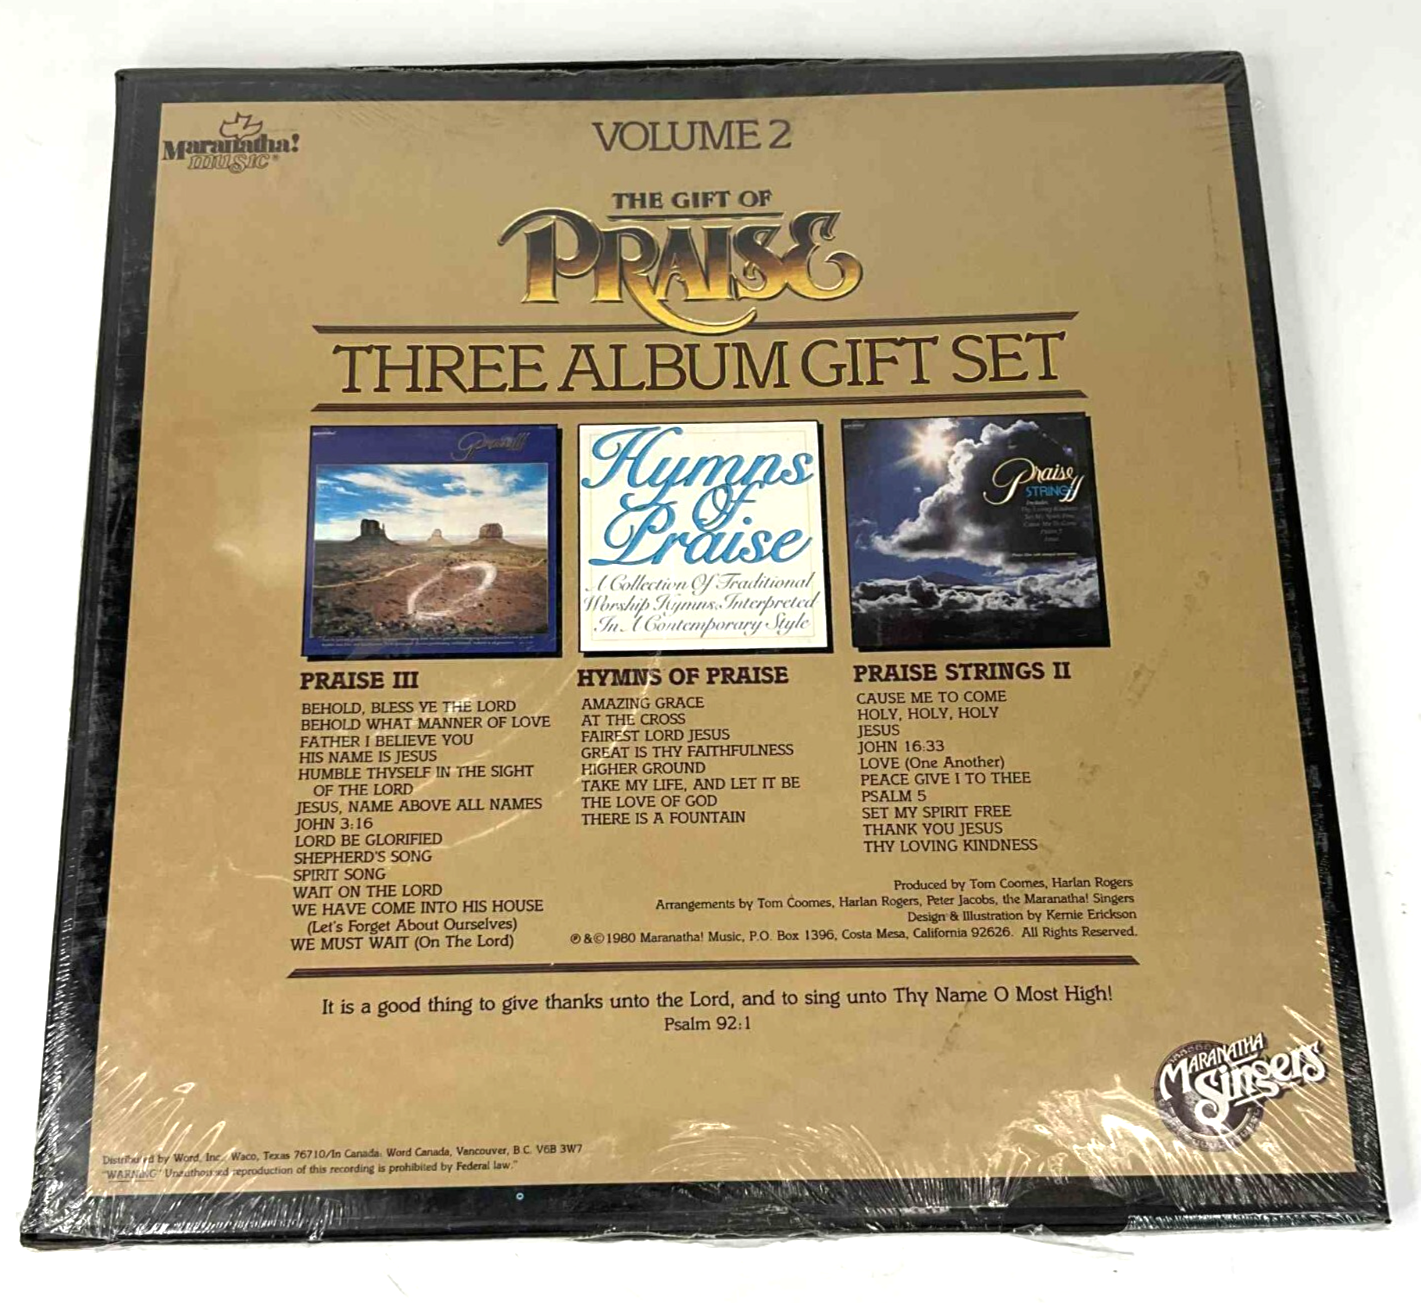 Maranatha!
music®
VOLUME 2
THE GIFT OF
PRAISE
THREE ALBUM GIFT SET
Hymns
Of
Praise
A Collection Of Traditional
Worship Hymns, Interpreted
In A Contemporary Style
Praise
STRINGS II
PRAISE III
BEHOLD, BLESS YE THE LORD
BEHOLD WHAT MANNER OF LOVE
FATHER I BELIEVE YOU
HIS NAME IS JESUS
HUMBLE THYSELF IN THE SIGHT
OF THE LORD
JESUS, NAME ABOVE ALL NAMES
JOHN 3:16
LORD BE GLORIFIED
SHEPHERD'S SONG
SPIRIT SONG
WAIT ON THE LORD
WE HAVE COME INTO HIS HOUSE
(Let's Forget About Ourselves)
WE MUST WAIT (On The Lord)
HYMNS OF PRAISE
AMAZING GRACE
AT THE CROSS
FAIREST LORD JESUS
GREAT IS THY FAITHFULNESS
HIGHER GROUND
TAKE MY LIFE, AND LET IT BE
THE LOVE OF GOD
THERE IS A FOUNTAIN
PRAISE STRINGS II
CAUSE ME TO COME
HOLY, HOLY, HOLY
JESUS
JOHN 16:33
LOVE (One Another)
PEACE GIVE I TO THEE
PSALM 5
SET MY SPIRIT FREE
THANK YOU JESUS
THY LOVING KINDNESS
Produced by Tom Coomes, Harlan Rogers
Arrangements by Tom Coomes, Harlan Rogers, Peter Jacobs, the Maranatha! Singers
Design & Illustration by Kernie Erickson
℗ & © 1980 Maranatha! Music, P.O. Box 1396, Costa Mesa, California 92626. All Rights Reserved.
It is a good thing to give thanks unto the Lord, and to sing unto Thy Name O Most High!
Psalm 92:1
MARANATHA
Singers
Distributed by Word, Inc. Waco, Texas 76710/In Canada: Word Canada, Vancouver, B.C. V6B 3W7
"WARNING" Unauthorized reproduction of this recording is prohibited by Federal law."